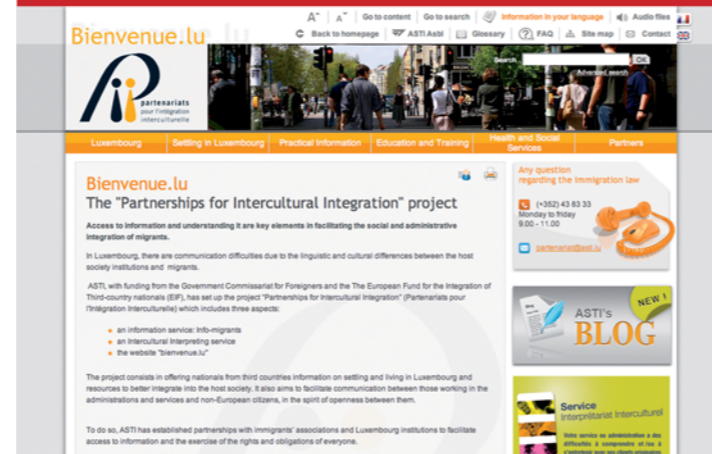 A+ A- Go to content Go to search Information in your language Audio files
Bienvenue.lu
Back to homepage ASTI Asbl Glossary FAQ Site map Contact
Search OK
Advanced search
partenariats
pour l'intégration
interculturelle
Luxembourg Settling in Luxembourg Practical Information Education and Training Health and Social Services Partners
Bienvenue.lu
The "Partnerships for Intercultural Integration" project
Access to information and understanding it are key elements in facilitating the social and administrative
integration of migrants.
In Luxembourg, there are communication difficulties due to the linguistic and cultural differences between the host
society institutions and migrants.
ASTI, with funding from the Government Commissariat for Foreigners and the The European Fund for the Integration of
Third-country nationals (EIF), has set up the project "Partnerships for Intercultural Integration" (Partenariats pour
l'Intégration Interculturelle) which includes three aspects:
an information service: Info-migrants
an Intercultural Interpreting service
the website "bienvenue.lu"
The project consists in offering nationals from third countries information on settling and living in Luxembourg and
resources to better integrate into the host society. It also aims to facilitate communication between those working in the
administrations and services and non-European citizens, in the spirit of openness between them.
To do so, ASTI has established partnerships with immigrants' associations and Luxembourg institutions to facilitate
access to information and the exercise of the rights and obligations of everyone.
Any question
regarding the immigration law
(+352) 43 83 33
Monday to friday
9.00 - 11.00
partenariat@asti.lu
NEW !
ASTI's
BLOG
Service
Interprétariat Interculturel
Votre service ou administration a des
difficultés à comprendre et/ou à